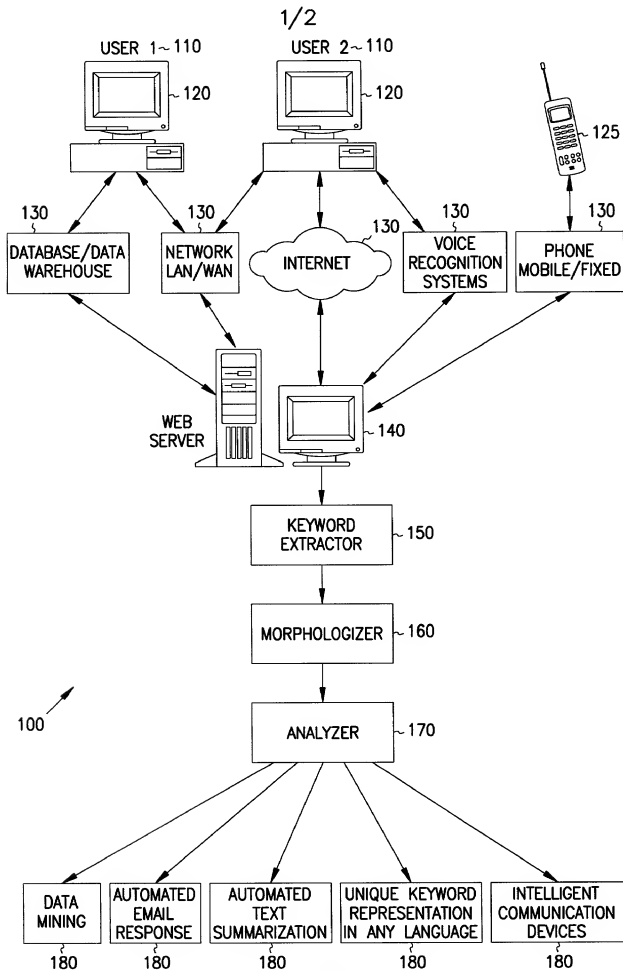 1/2
USER 1~110
USER 2~110
120
120
125
130
130
130
130
130
DATABASE/DATA
WAREHOUSE
NETWORK
LAN/WAN
INTERNET
VOICE
RECOGNITION
SYSTEMS
PHONE
MOBILE/FIXED
WEB
SERVER
140
KEYWORD
EXTRACTOR
150
MORPHOLOGIZER
160
100
ANALYZER
170
DATA
MINING
AUTOMATED
EMAIL
RESPONSE
AUTOMATED
TEXT
SUMMARIZATION
UNIQUE KEYWORD
REPRESENTATION
IN ANY LANGUAGE
INTELLIGENT
COMMUNICATION
DEVICES
180
180
180
180
180